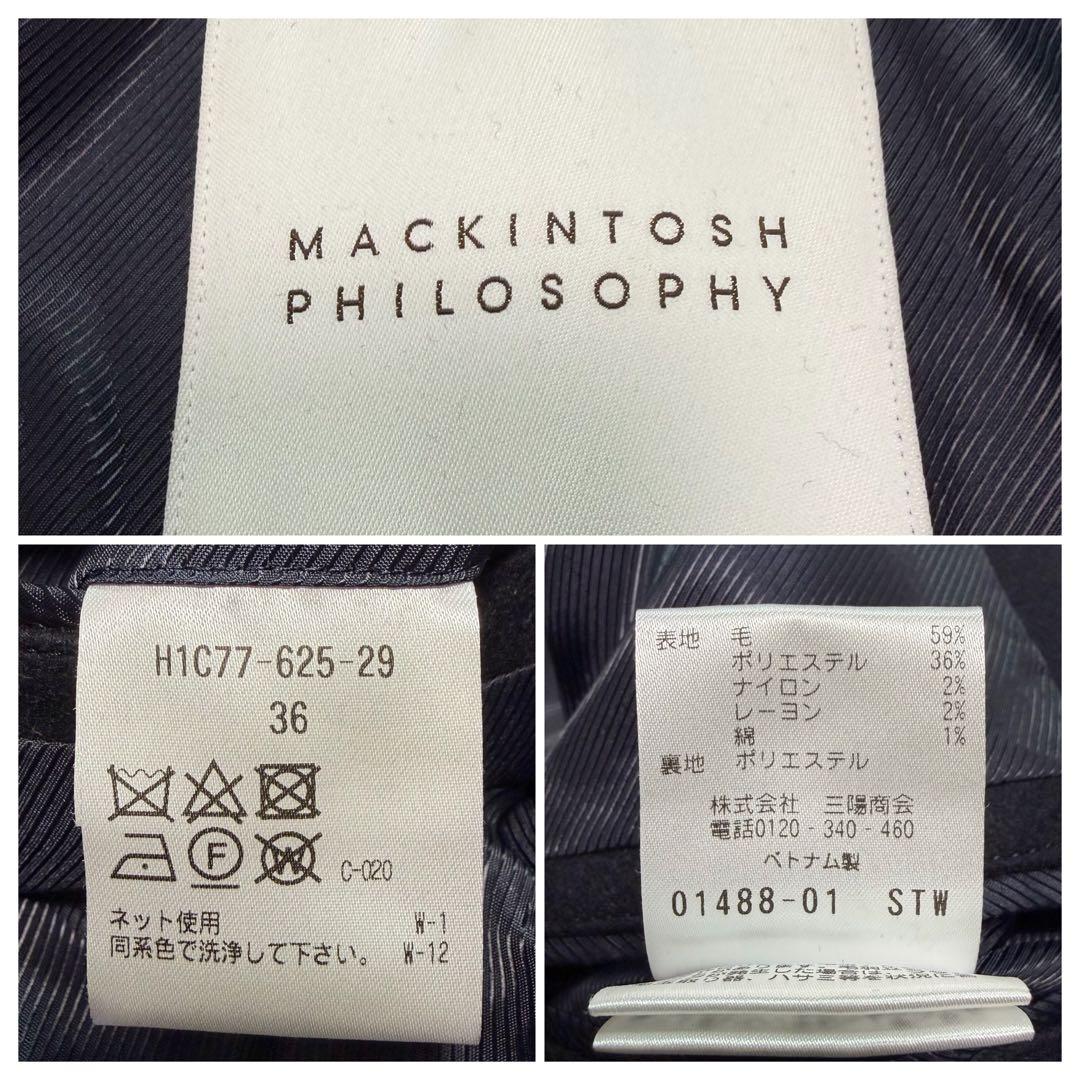 MACKINTOSH
PHILOSOPHY
H1C77-625-29
36
F
W
C-020
ネット使用 W-1
同系色で洗浄して下さい。 W-12
表地 毛 59%
ポリエステル 36%
ナイロン 2%
レーヨン 2%
綿 1%
裏地 ポリエステル
株式会社 三陽商会
電話0120-340-460
ベトナム製
01488-01 STW